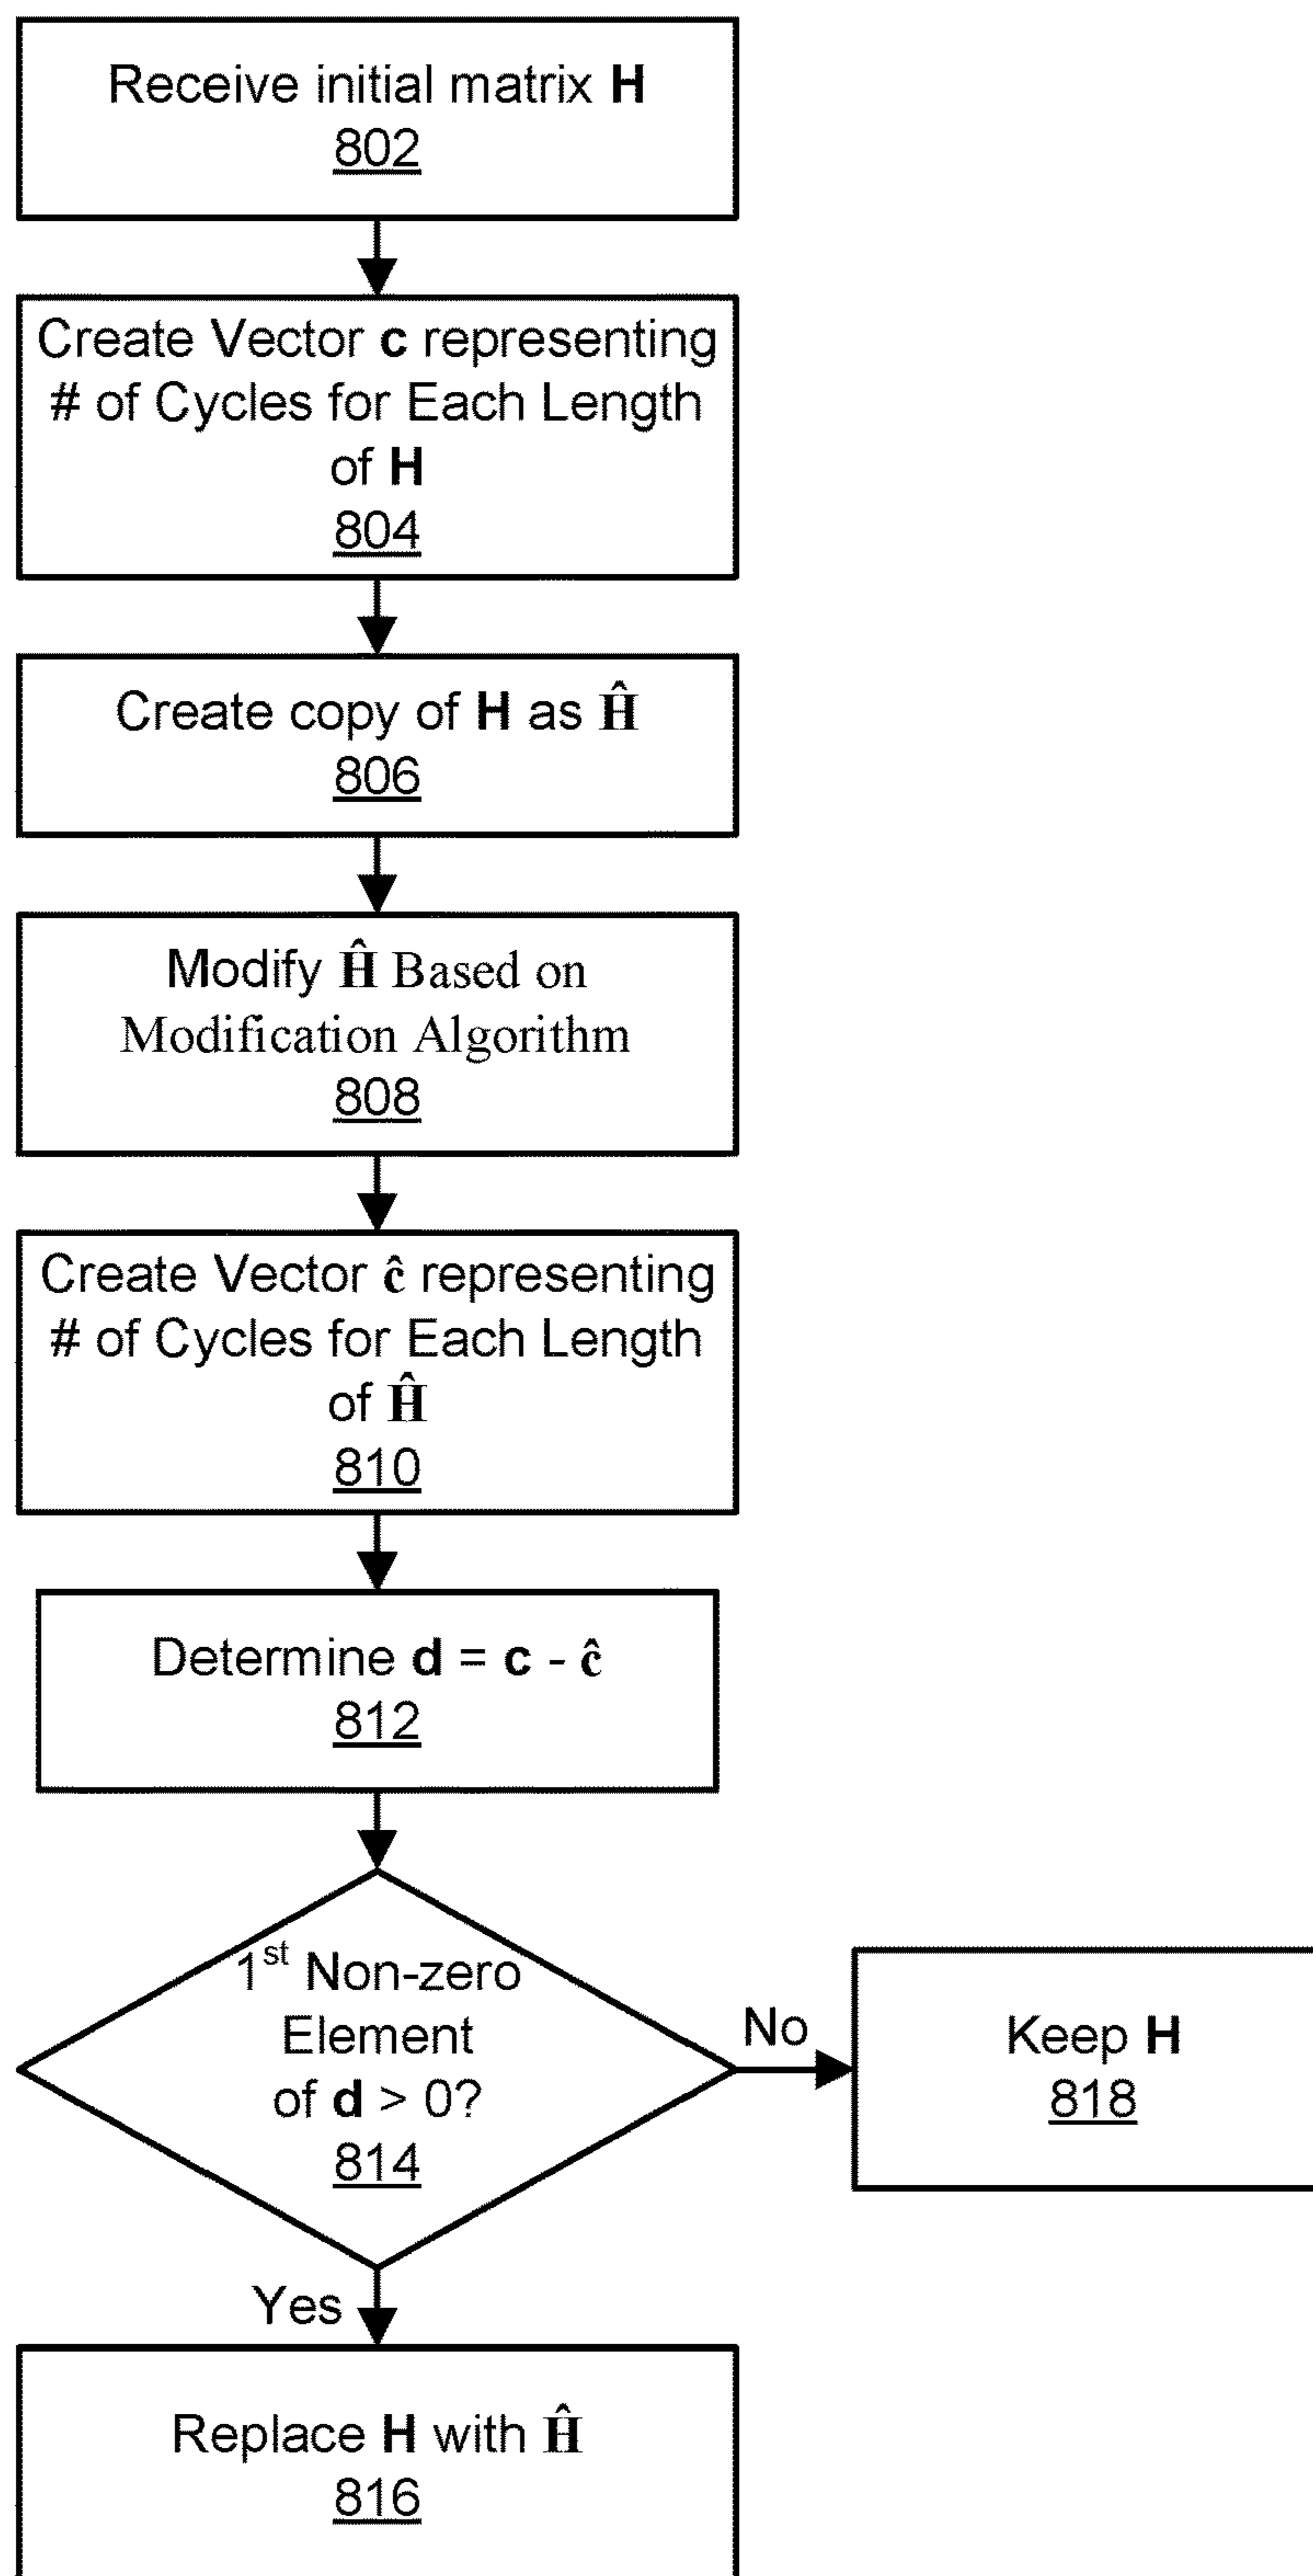 Receive initial matrix H
802
Create Vector c representing
# of Cycles for Each Length
of H
804
Create copy of H as Ĥ
806
Modify Ĥ Based on
Modification Algorithm
808
Create Vector ĉ representing
# of Cycles for Each Length
of Ĥ
810
Determine d = c - ĉ
812
1st Non-zero
Element
of d > 0?
814
No
Keep H
818
Yes
Replace H with Ĥ
816